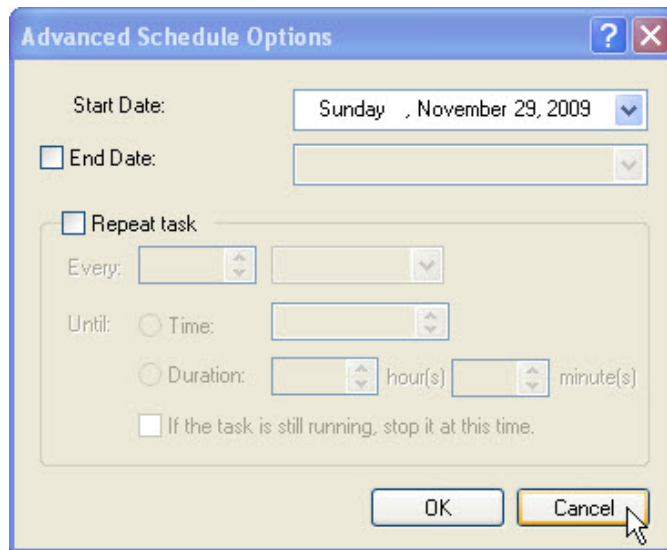 Advanced Schedule Options
Start Date: Sunday , November 29, 2009
End Date:
Repeat task
Every:
Until: Time:
Duration: hour(s) minute(s)
If the task is still running, stop it at this time.
OK Cancel